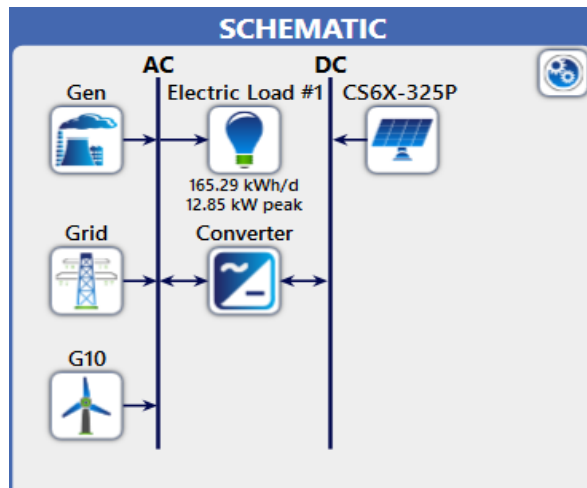 SCHEMATIC
AC DC
Gen Electric Load #1 CS6X-325P
165.29 kWh/d
12.85 kW peak
Grid Converter
G10